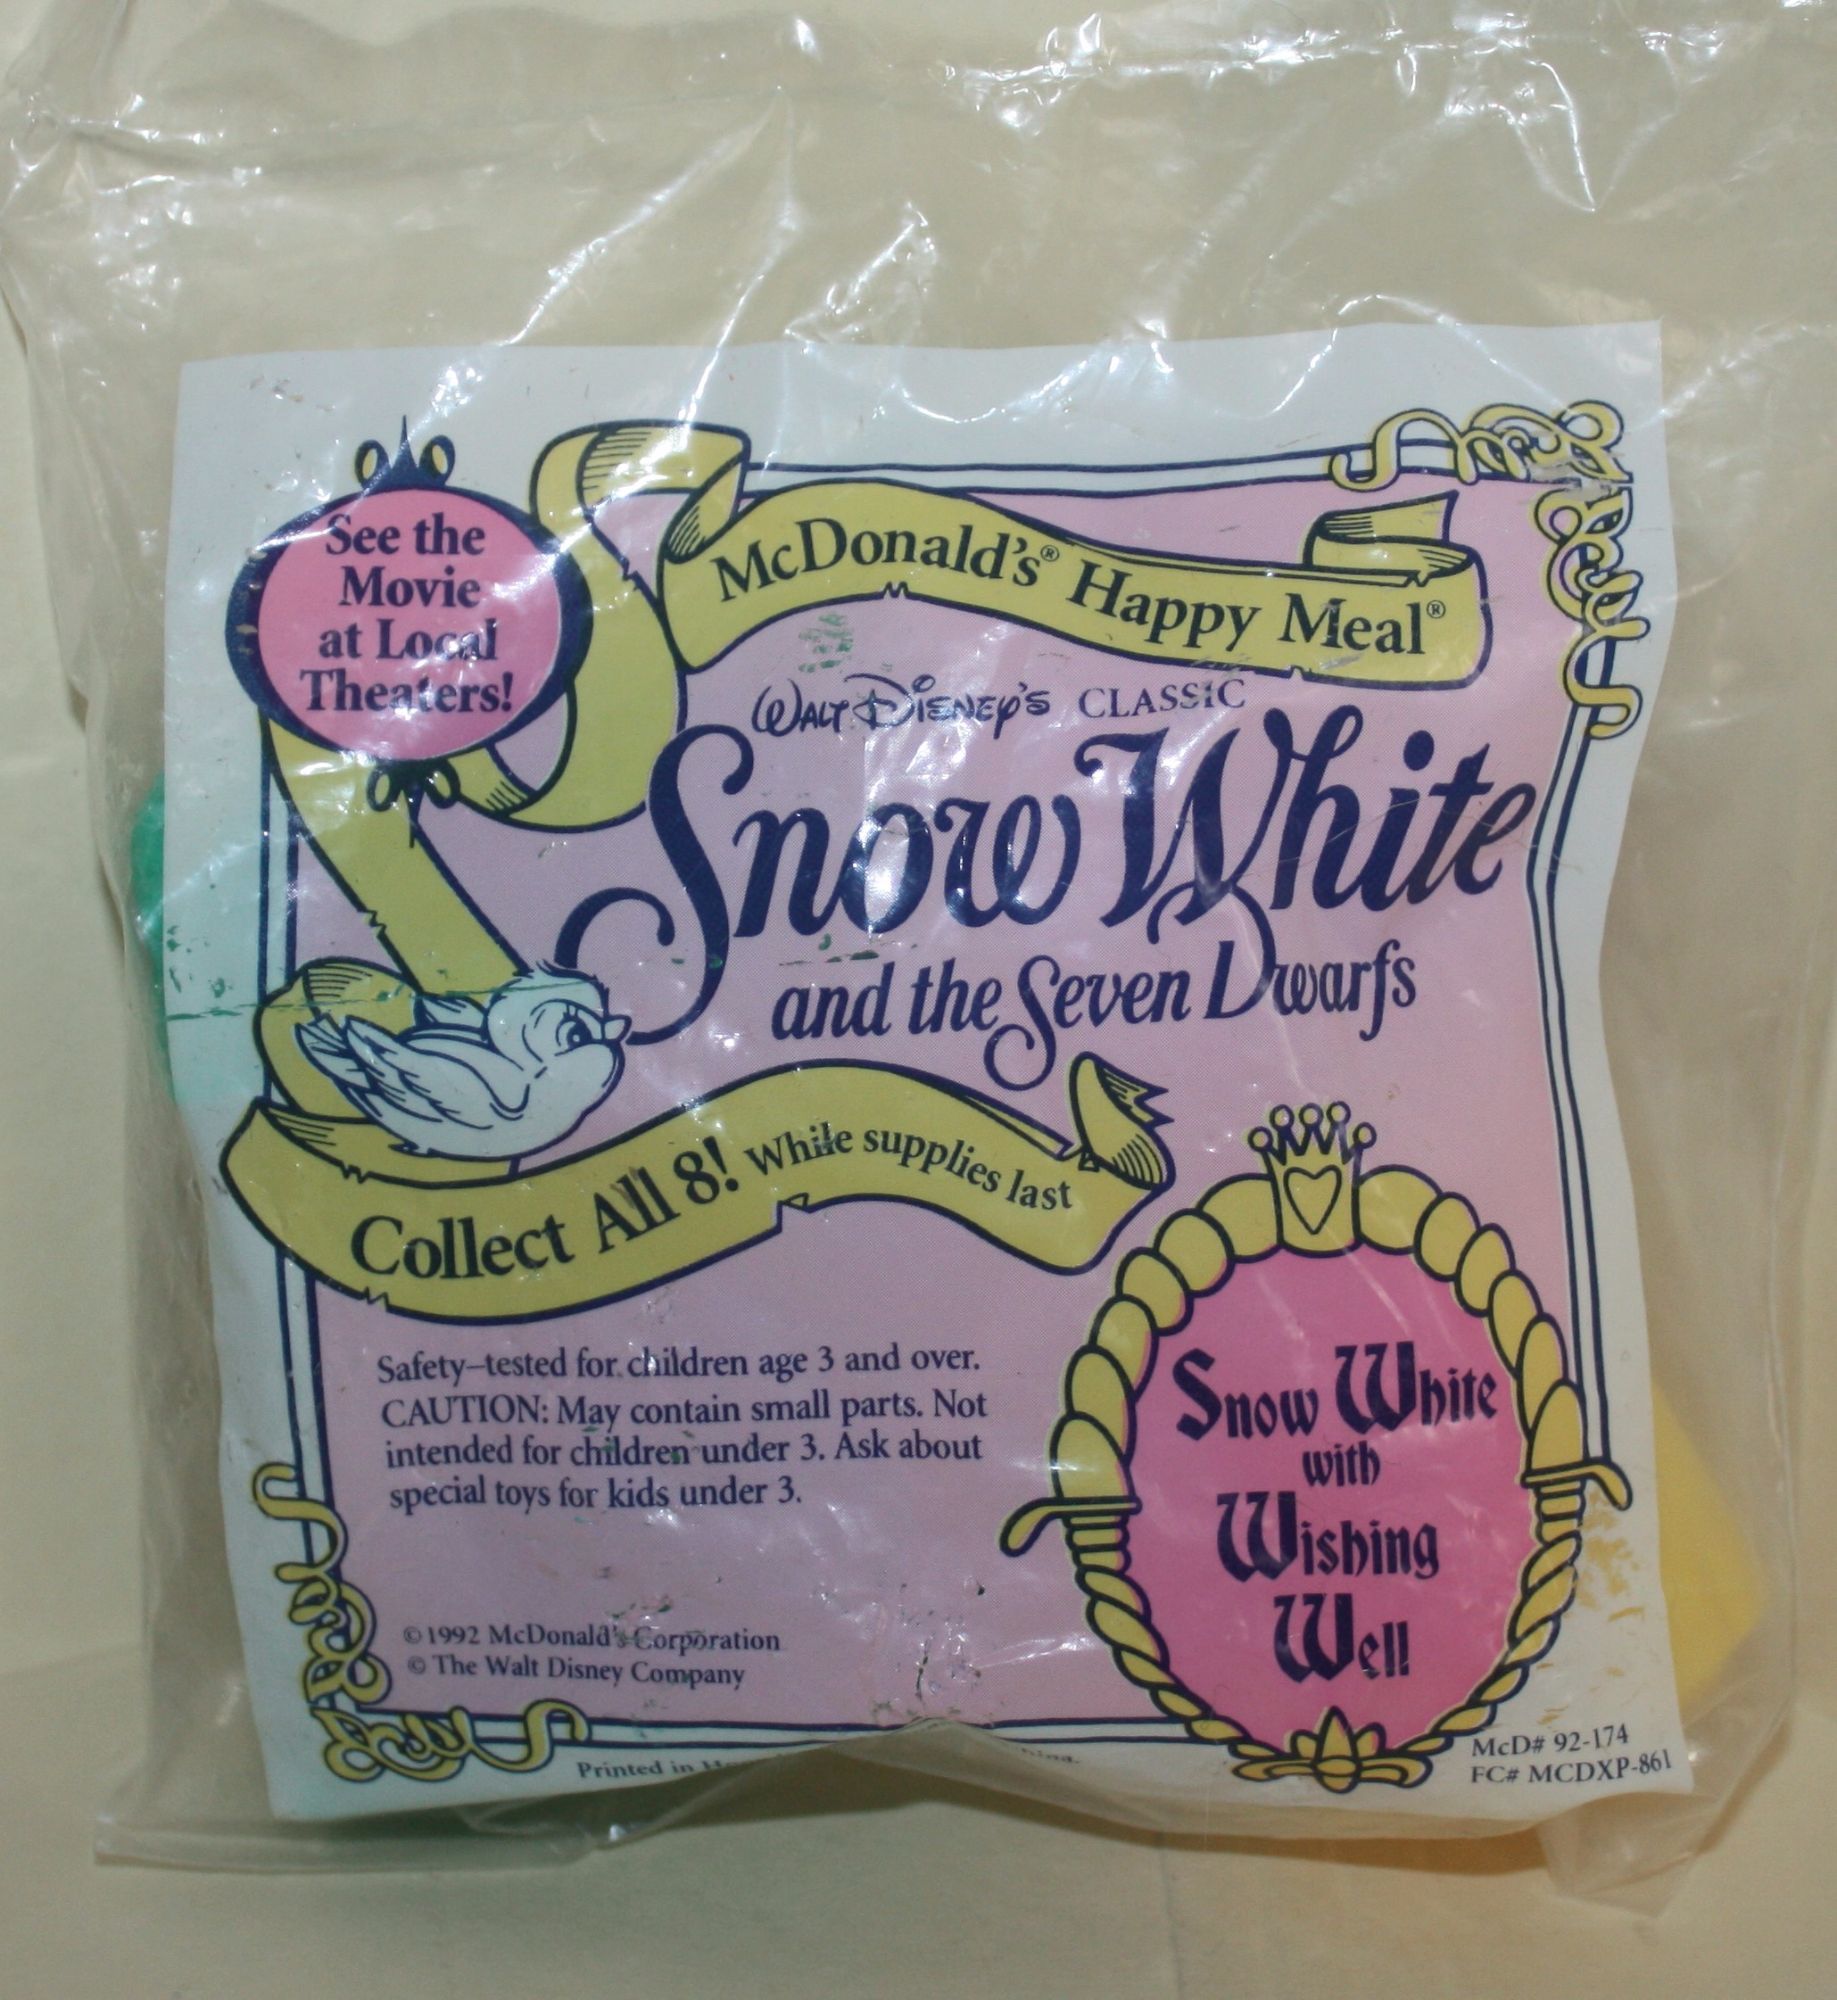 See the
Movie
at Local
Theaters!
McDonald's® Happy Meal®
WALT DISNEY'S CLASSIC
Snow White
and the Seven Dwarfs
Collect All 8! While supplies last
Safety–tested for children age 3 and over.
CAUTION: May contain small parts. Not
intended for children under 3. Ask about
special toys for kids under 3.
Snow White
with
Wishing
Well
©1992 McDonald's Corporation
© The Walt Disney Company
Printed in
McD# 92-174
FC# MCDXP-861